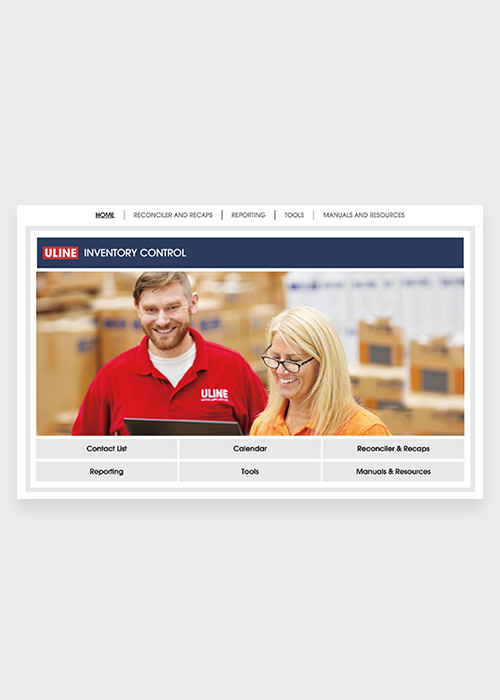 HOME | RECONCILER AND RECAPS | REPORTING | TOOLS | MANUALS AND RESOURCES
ULINE INVENTORY CONTROL
ULINE
Contact List Calendar Reconciler & Recaps
Reporting Tools Manuals & Resources